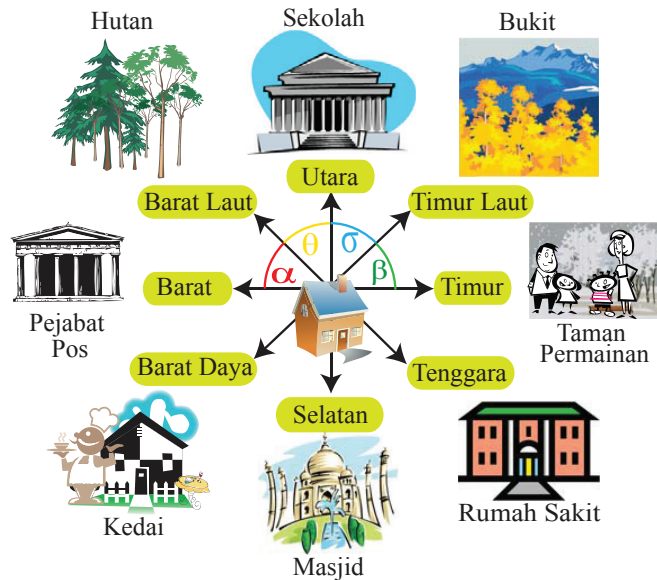 Hutan
Sekolah
Bukit
Utara
Barat Laut
Timur Laut
θ
σ
α
β
Barat
Timur
Pejabat
Pos
Taman
Permainan
Barat Daya
Tenggara
Selatan
Kedai
Masjid
Rumah Sakit